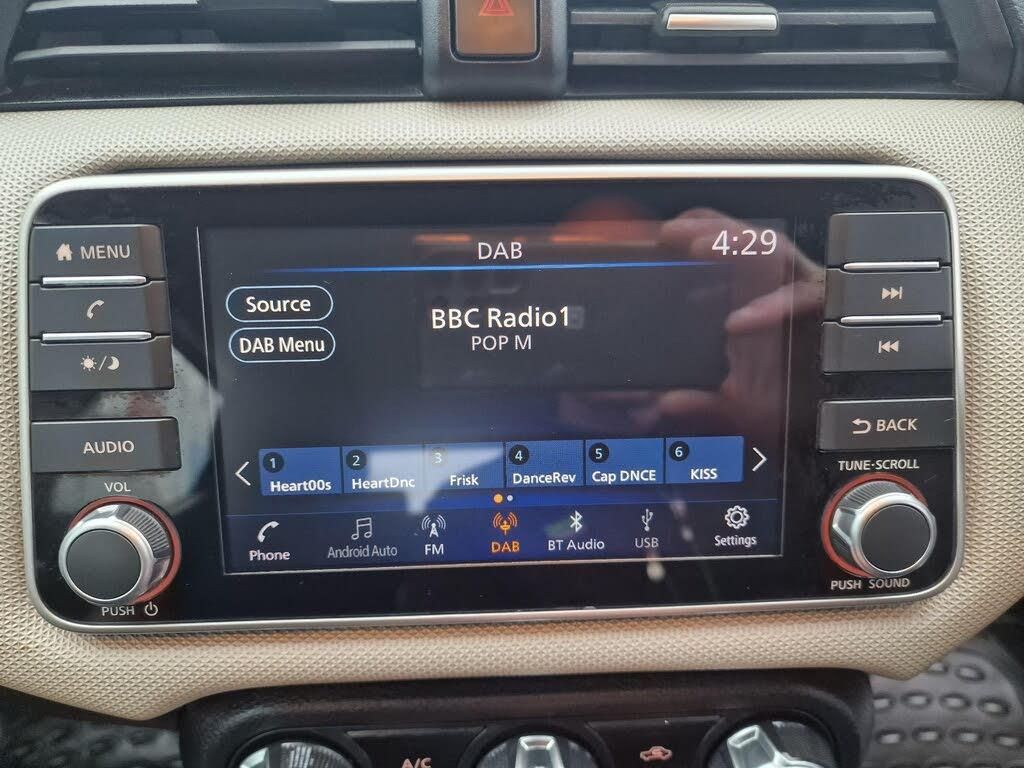 MENU
AUDIO
VOL
PUSH
DAB
4:29
Source
DAB Menu
BBC Radio1
POP M
1 Heart00s
2 HeartDnc
3 Frisk
4 DanceRev
5 Cap DNCE
6 KISS
Phone
Android Auto
FM
DAB
BT Audio
USB
Settings
BACK
TUNE·SCROLL
PUSH SOUND
A/C